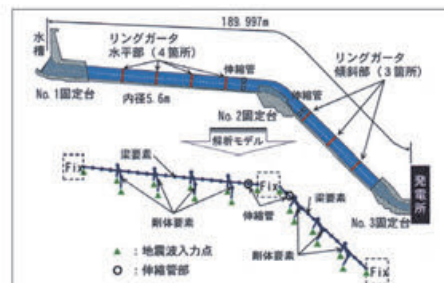 189.997m
水槽
リングガータ
水平部（４箇所）
伸縮管
リングガータ
傾斜部（３箇所）
No. 1固定台
内径5.6m
No. 2固定台
伸縮管
解析モデル
発電所
No. 3固定台
Fix
梁要素
Fix
梁要素
剛体要素
伸縮管
剛体要素
Fix
▲ : 地震波入力点
○ : 伸縮管部